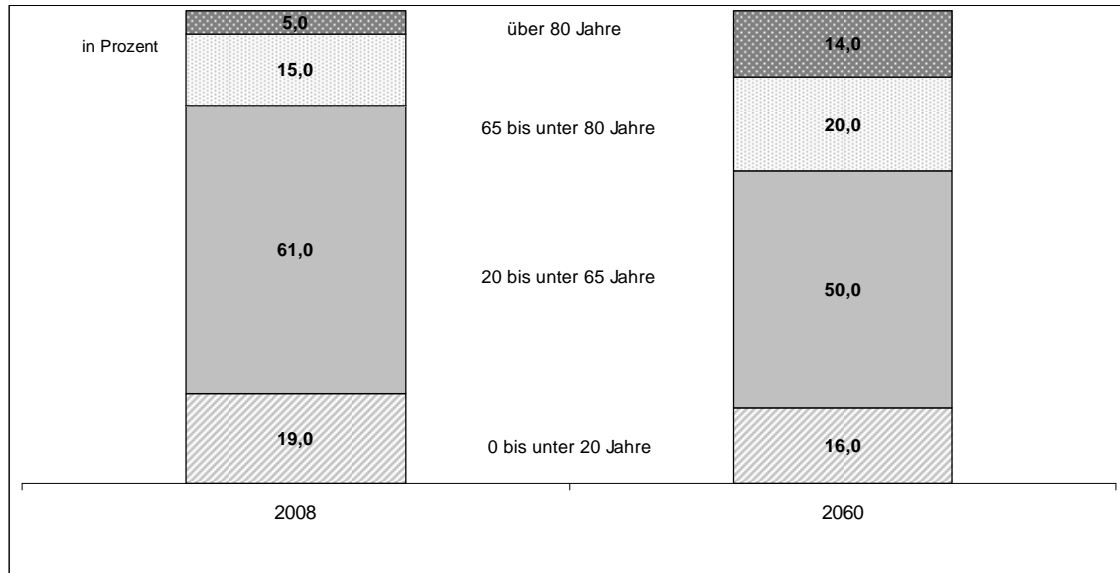 in Prozent
5,0
über 80 Jahre
14,0
15,0
65 bis unter 80 Jahre
20,0
61,0
20 bis unter 65 Jahre
50,0
19,0
0 bis unter 20 Jahre
16,0
2008
2060